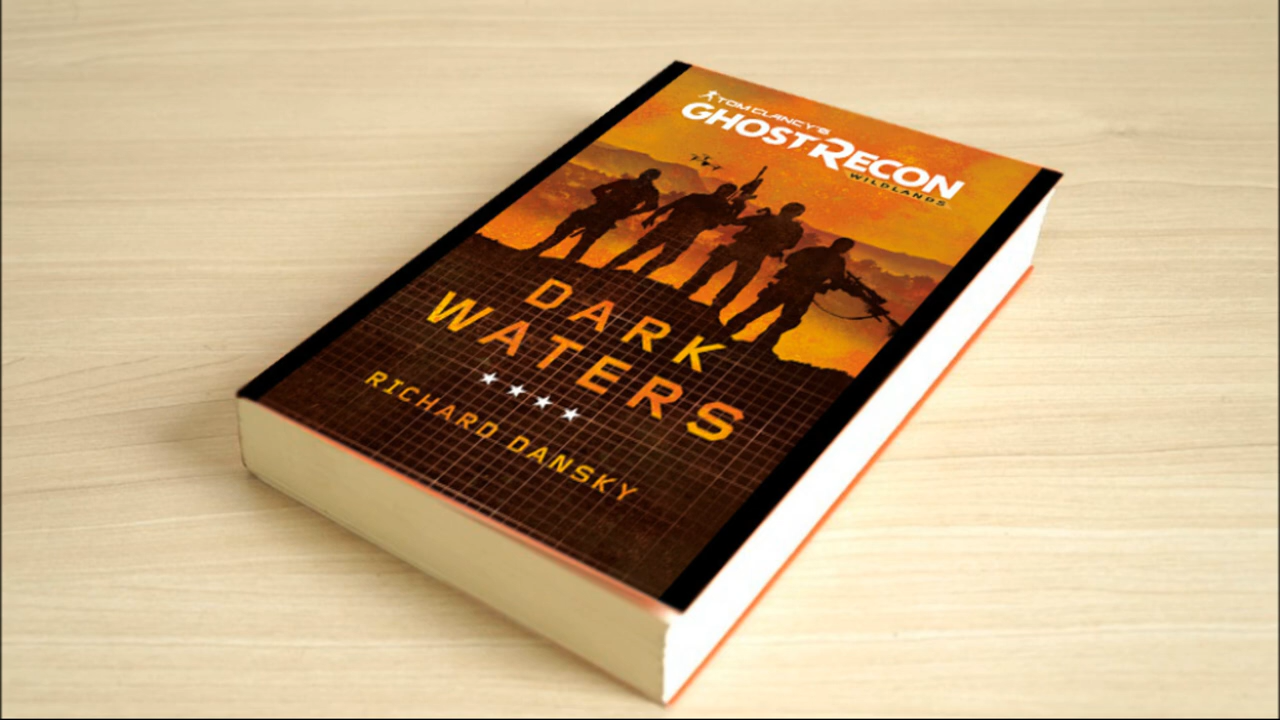 TOM CLANCY'S
GHOST RECON
WILDLANDS
DARK
WATERS
RICHARD DANSKY